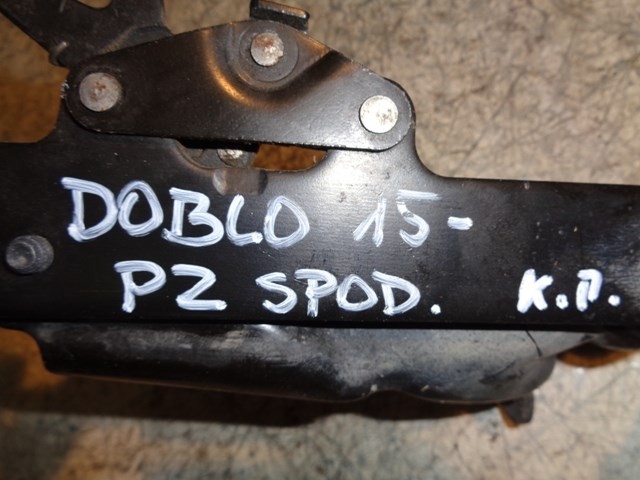 DOBLO 15-
PZ SPOD. K.P.